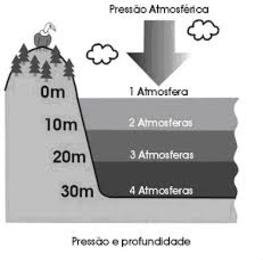 Pressão Atmosférica
0m 1 Atmosfera
10m 2 Atmosferas
20m 3 Atmosferas
30m 4 Atmosferas
Pressão e profundidade